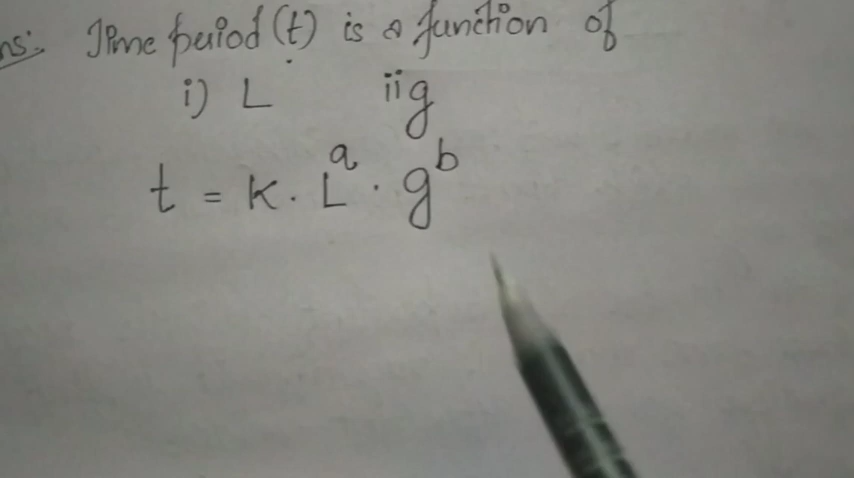 ns: Time period (t) is a function of
i) L ii g
t = K . L^a . g^b